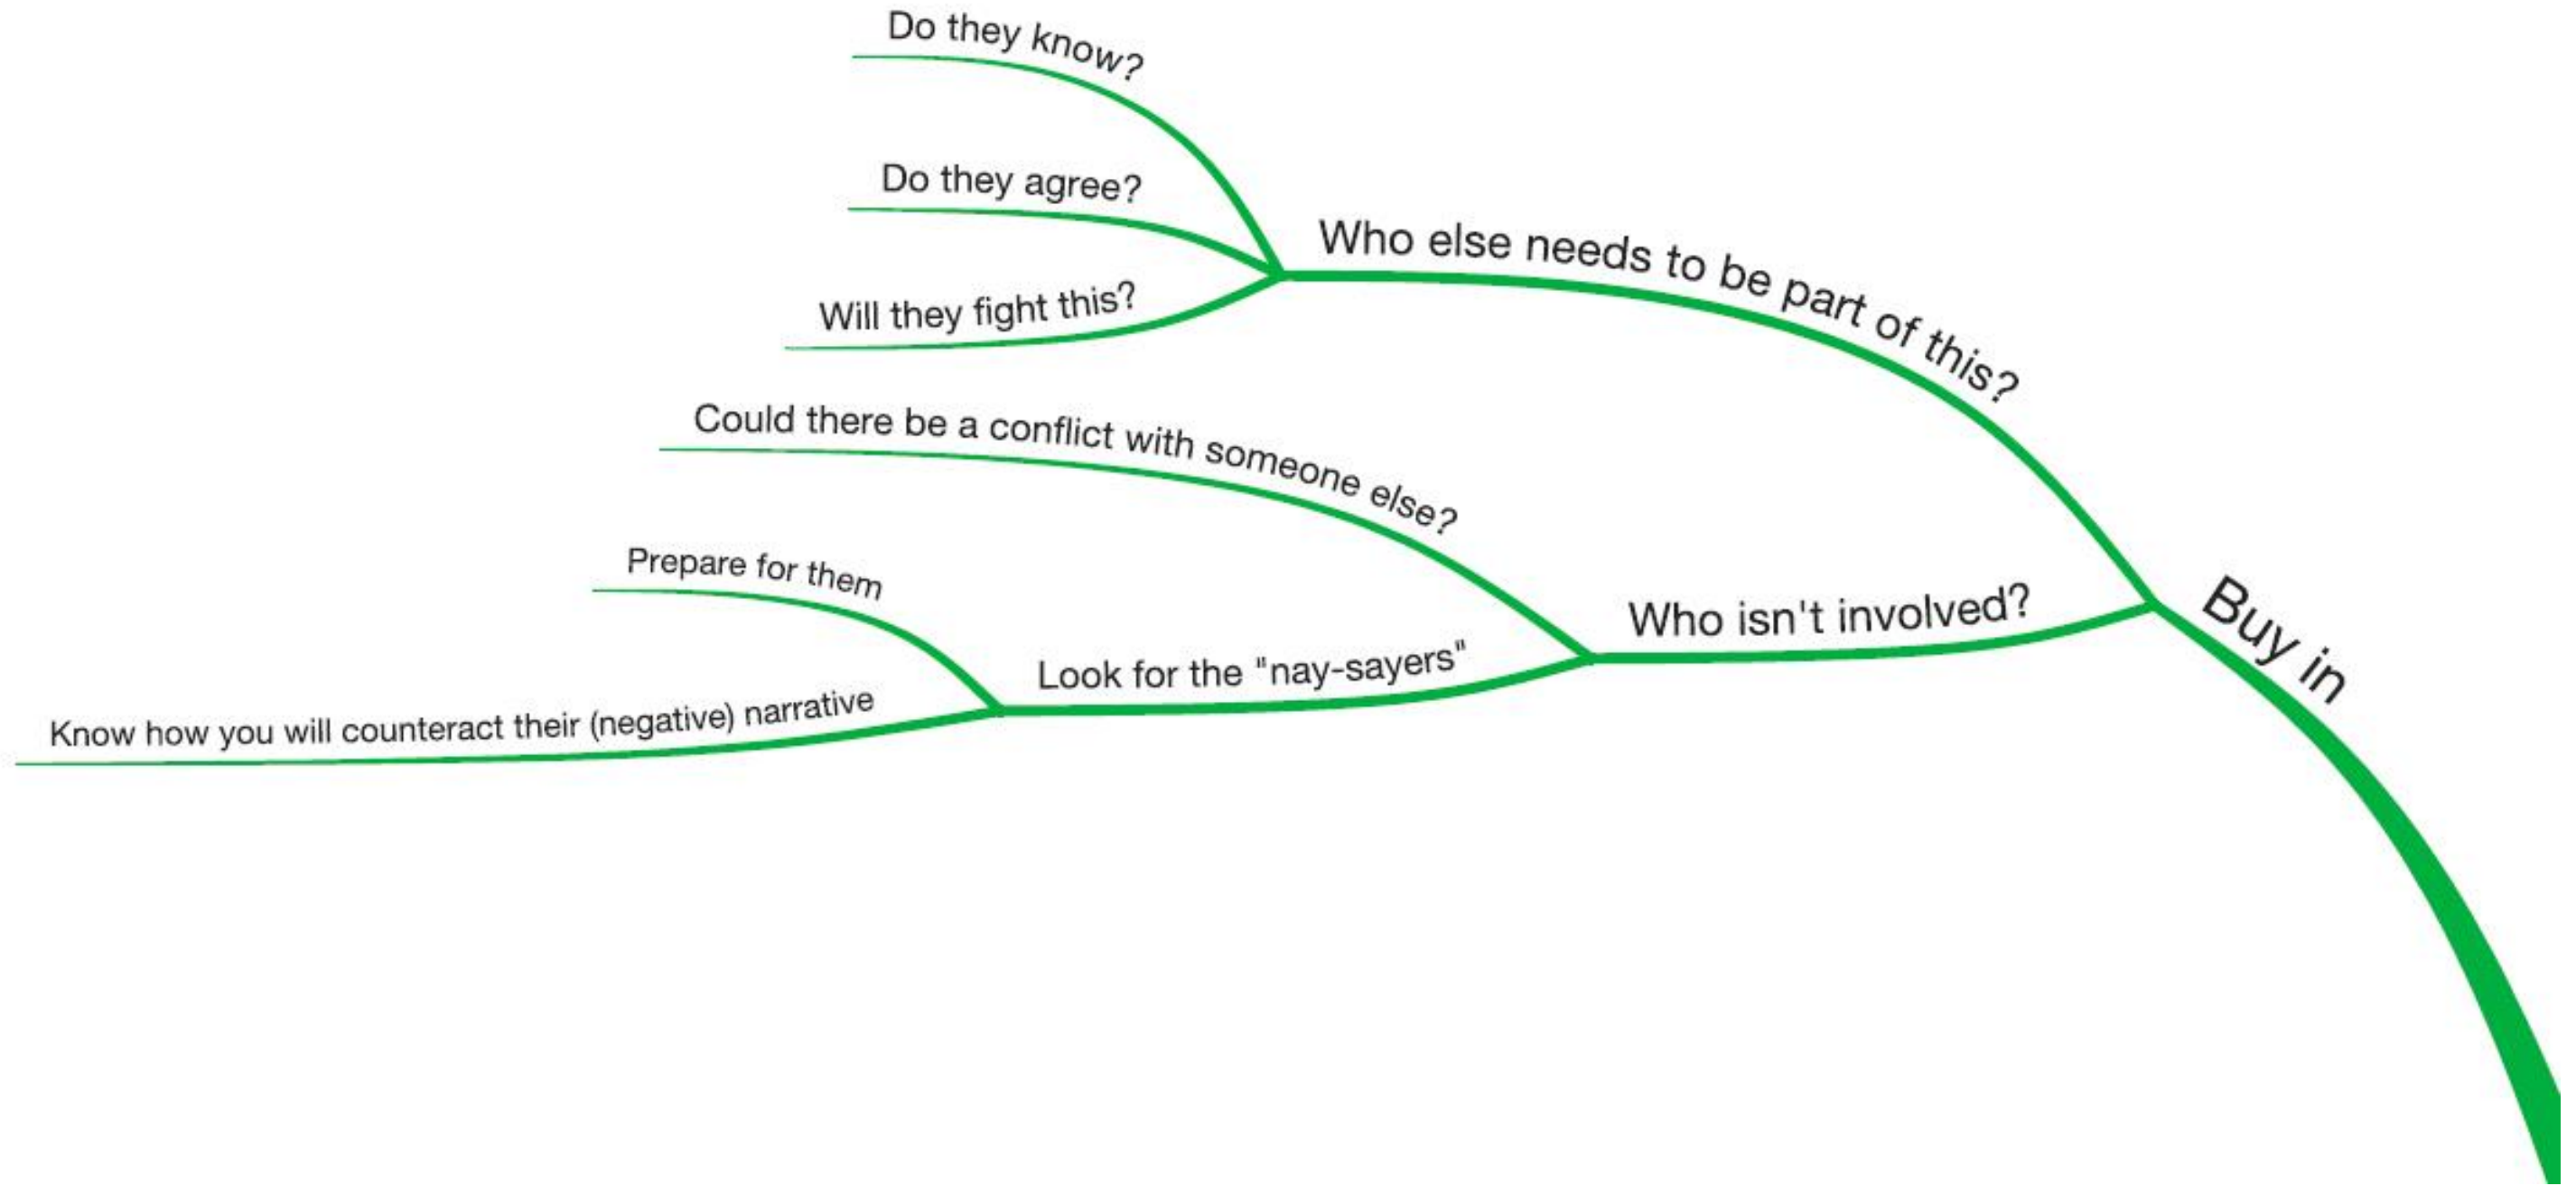 Do they know?
Do they agree?
Who else needs to be part of this?
Will they fight this?
Could there be a conflict with someone else?
Prepare for them
Who isn't involved?
Buy in
Look for the "nay-sayers"
Know how you will counteract their (negative) narrative